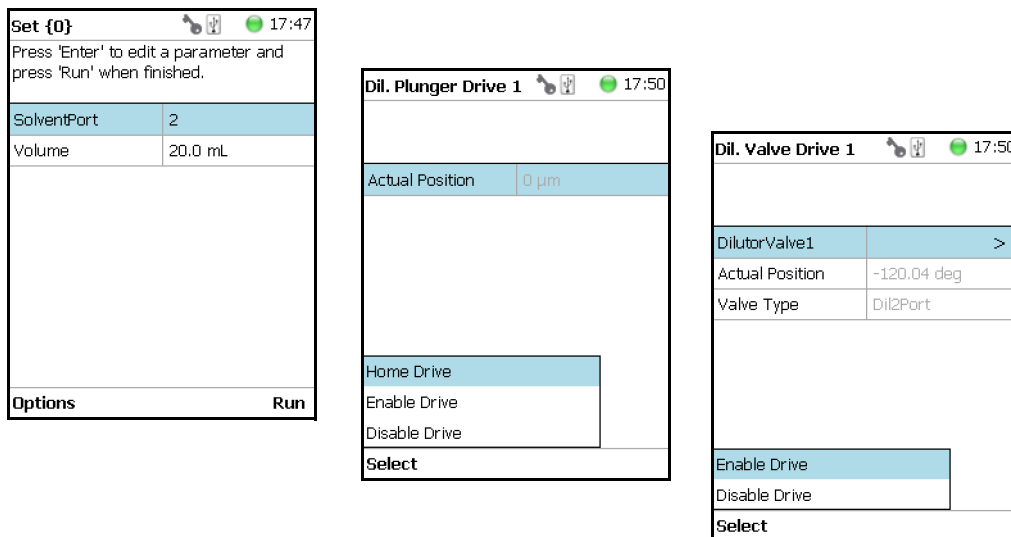 Set {0} 17:47
Press 'Enter' to edit a parameter and
press 'Run' when finished.
SolventPort 2
Volume 20.0 mL
Options Run
Dil. Plunger Drive 1 17:50
Actual Position 0 µm
Home Drive
Enable Drive
Disable Drive
Select
Dil. Valve Drive 1 17:50
DilutorValve1 >
Actual Position -120.04 deg
Valve Type Dil2Port
Enable Drive
Disable Drive
Select